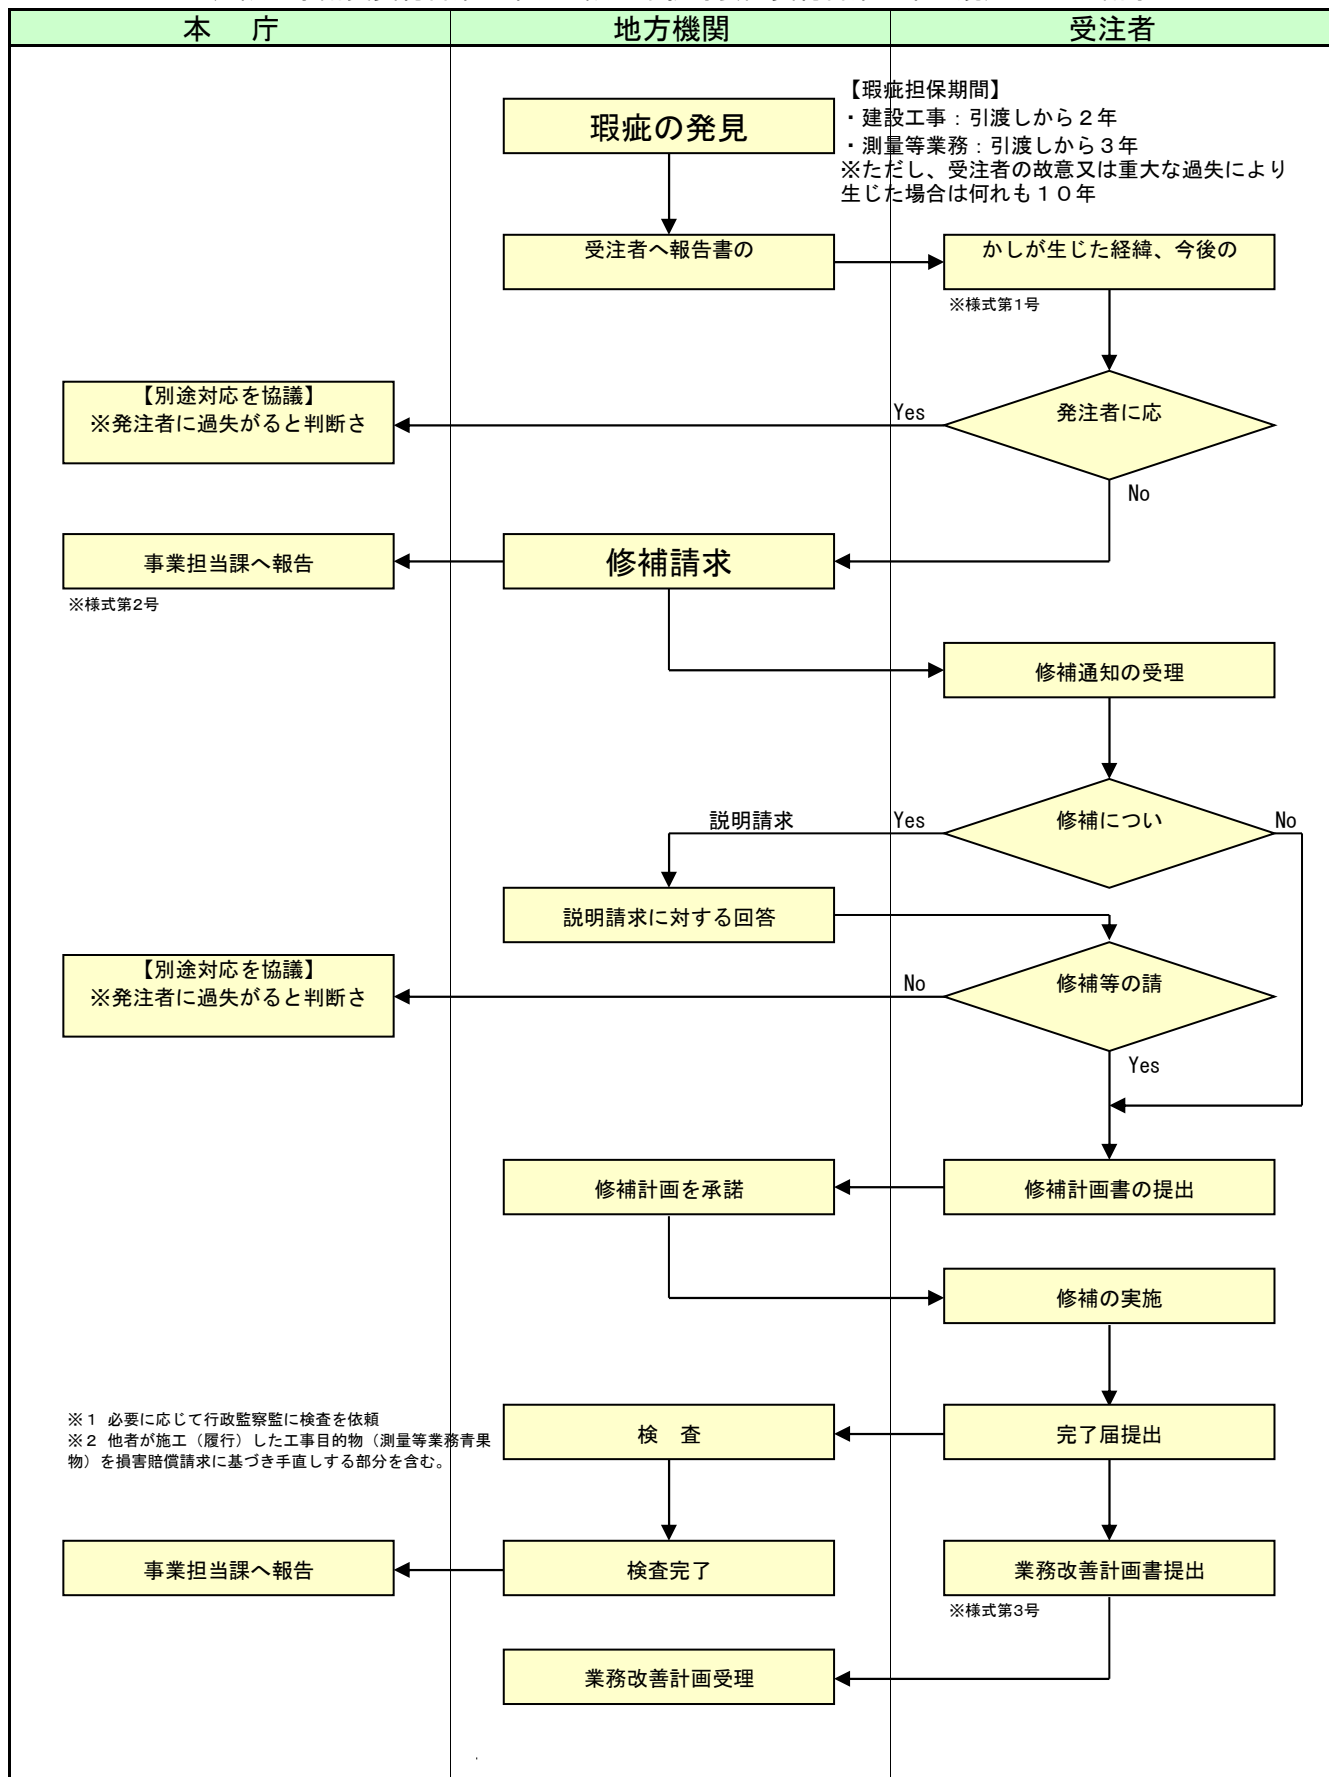 本　庁
地方機関
受注者
瑕疵の発見
【瑕疵担保期間】
・建設工事：引渡しから２年
・測量等業務：引渡しから３年
※ただし、受注者の故意又は重大な過失により
生じた場合は何れも１０年
受注者へ報告書の
かしが生じた経緯、今後の
※様式第1号
【別途対応を協議】
※発注者に過失がると判断さ
Yes
発注者に応
No
事業担当課へ報告
修補請求
※様式第2号
修補通知の受理
説明請求
Yes
修補につい
No
説明請求に対する回答
【別途対応を協議】
※発注者に過失がると判断さ
No
修補等の請
Yes
修補計画を承諾
修補計画書の提出
修補の実施
※１ 必要に応じて行政監察監に検査を依頼
※２ 他者が施工（履行）した工事目的物（測量等業務青果
物）を損害賠償請求に基づき手直しする部分を含む。
検　査
完了届提出
事業担当課へ報告
検査完了
業務改善計画書提出
※様式第3号
業務改善計画受理